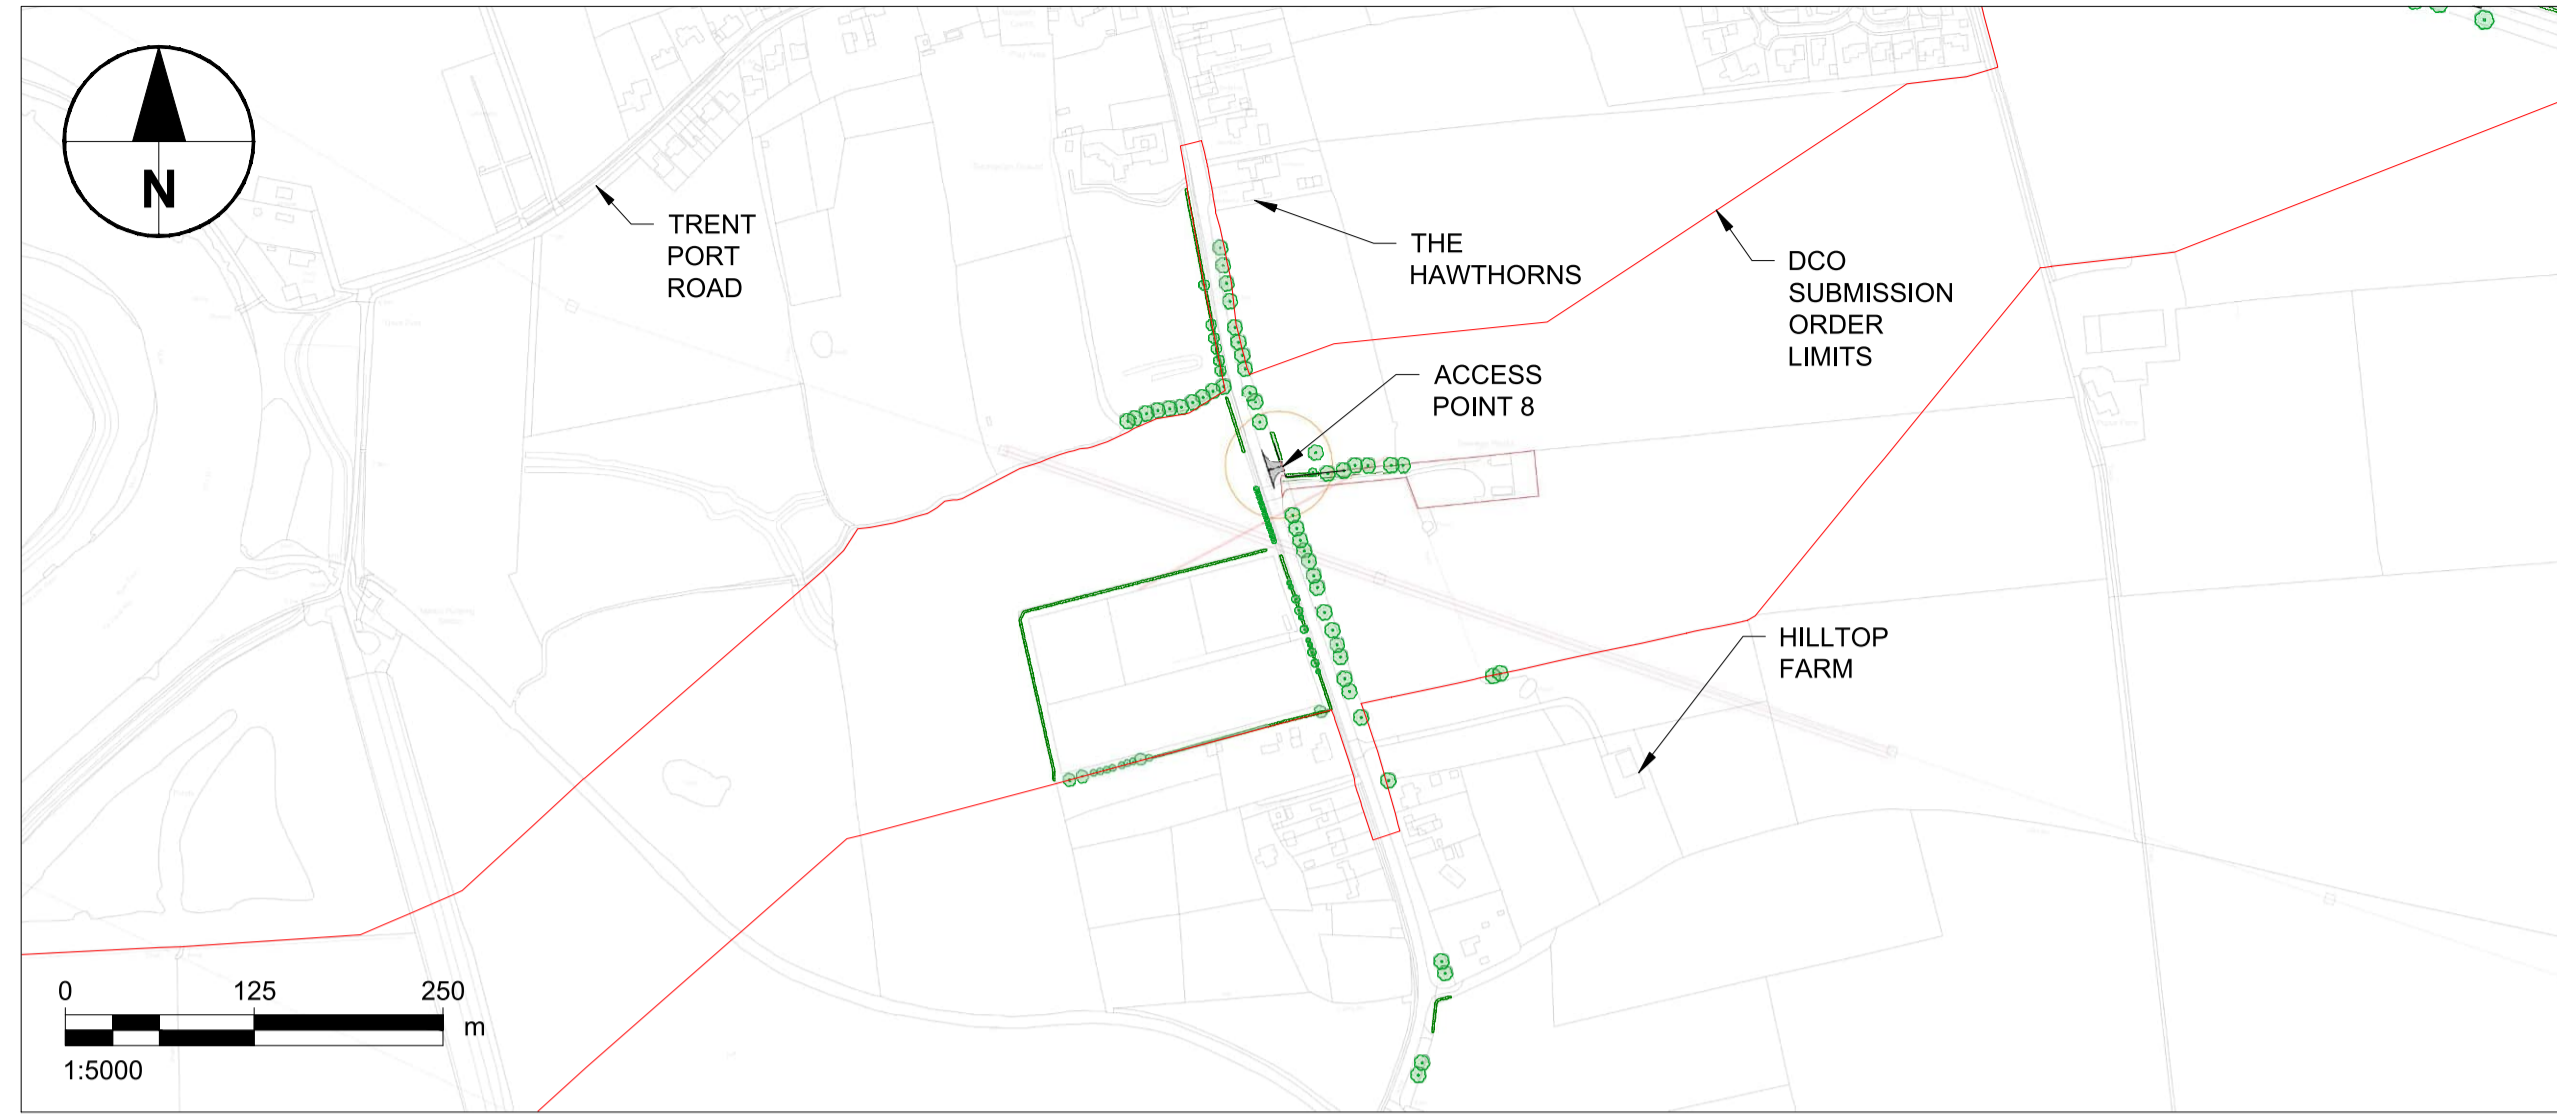 N
TRENT
PORT
ROAD
THE
HAWTHORNS
DCO
SUBMISSION
ORDER
LIMITS
ACCESS
POINT 8
HILLTOP
FARM
0 125 250
m
1:5000